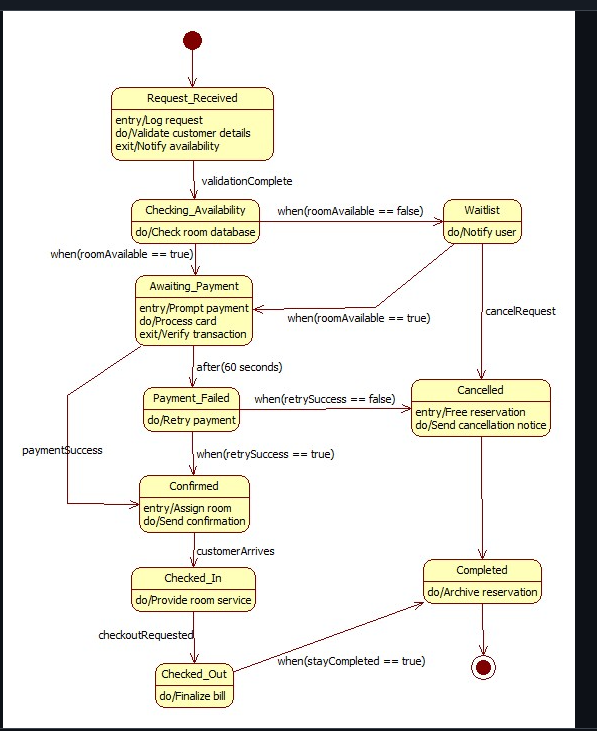 Request_Received
entry/Log request
do/Validate customer details
exit/Notify availability
validationComplete
Checking_Availability
do/Check room database
when(roomAvailable == false)
Waitlist
do/Notify user
when(roomAvailable == true)
Awaiting_Payment
entry/Prompt payment
do/Process card
exit/Verify transaction
when(roomAvailable == true)
cancelRequest
after(60 seconds)
Payment_Failed
do/Retry payment
when(retrySuccess == false)
Cancelled
entry/Free reservation
do/Send cancellation notice
paymentSuccess
when(retrySuccess == true)
Confirmed
entry/Assign room
do/Send confirmation
customerArrives
Checked_In
do/Provide room service
Completed
do/Archive reservation
checkoutRequested
Checked_Out
do/Finalize bill
when(stayCompleted == true)